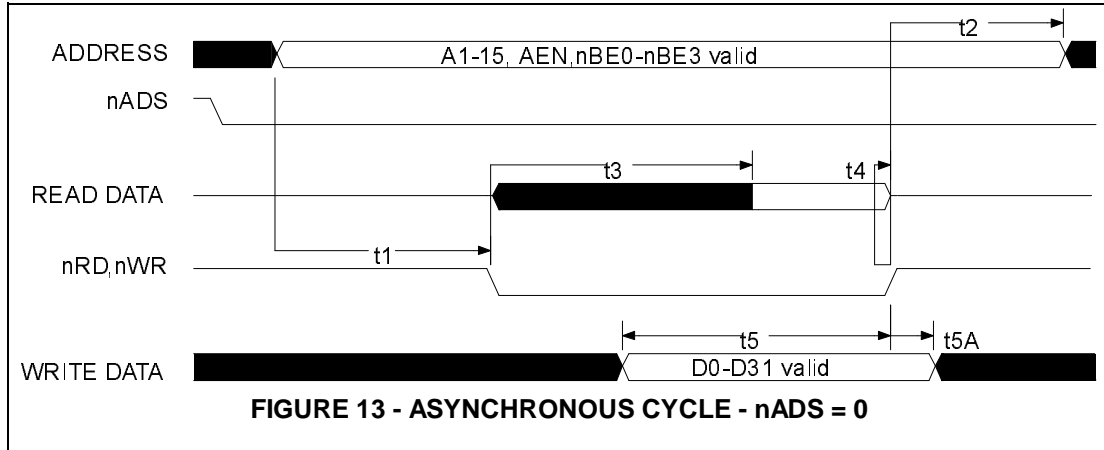 t2
ADDRESS
A1-15, AEN,nBE0-nBE3 valid
nADS
t3
t4
READ DATA
t1
nRD,nWR
t5
t5A
WRITE DATA
D0-D31 valid
FIGURE 13 - ASYNCHRONOUS CYCLE - nADS = 0